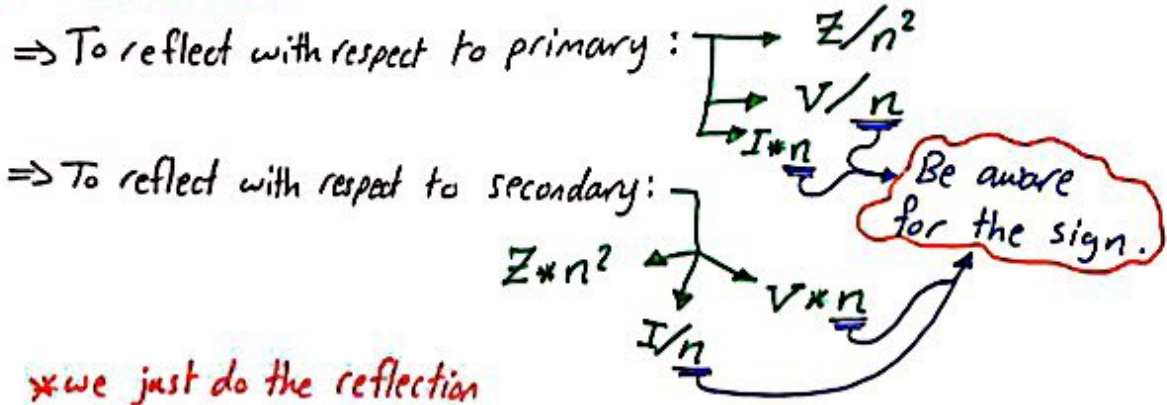 ⇒ To reflect with respect to primary : Z/n²
V/n
I*n
Be aware
for the sign.
⇒ To reflect with respect to secondary:
Z*n²
V*n
I/n
*we just do the reflection